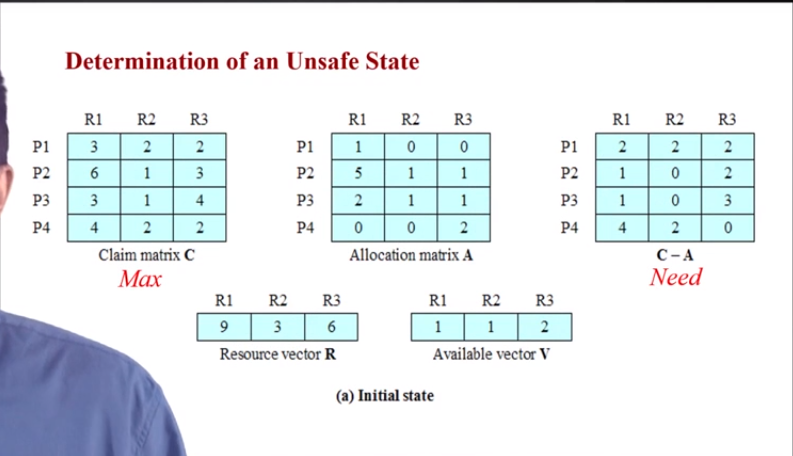 Determination of an Unsafe State
R1 R2 R3
P1 3 2 2
P2 6 1 3
P3 3 1 4
P4 4 2 2
Claim matrix C
Max
R1 R2 R3
P1 1 0 0
P2 5 1 1
P3 2 1 1
P4 0 0 2
Allocation matrix A
R1 R2 R3
P1 2 2 2
P2 1 0 2
P3 1 0 3
P4 4 2 0
C – A
Need
R1 R2 R3
9 3 6
Resource vector R
R1 R2 R3
1 1 2
Available vector V
(a) Initial state